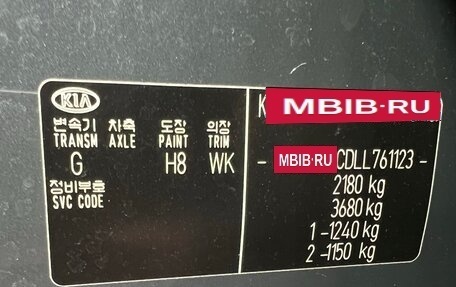 KIA
변속기 차축 도장 의장
TRANSM AXLE PAINT TRIM
G H8 WK
정비부호
SVC CODE
K MBIB-RU )
- MBIB-RU CDLL761123 -
2180 kg
3680 kg
1 -1240 kg
2 -1150 kg